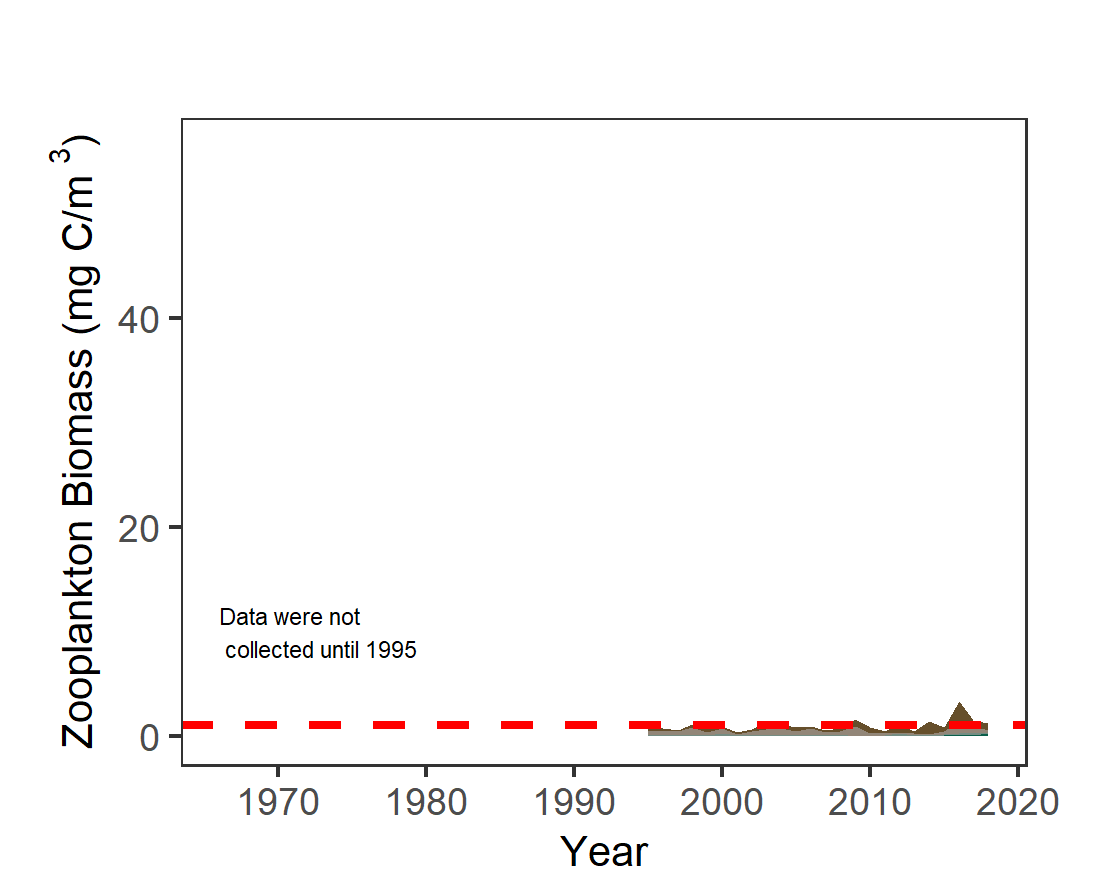 Zooplankton Biomass (mg C/m ³)
40
20
0
Data were not
collected until 1995
1970 1980 1990 2000 2010 2020
Year